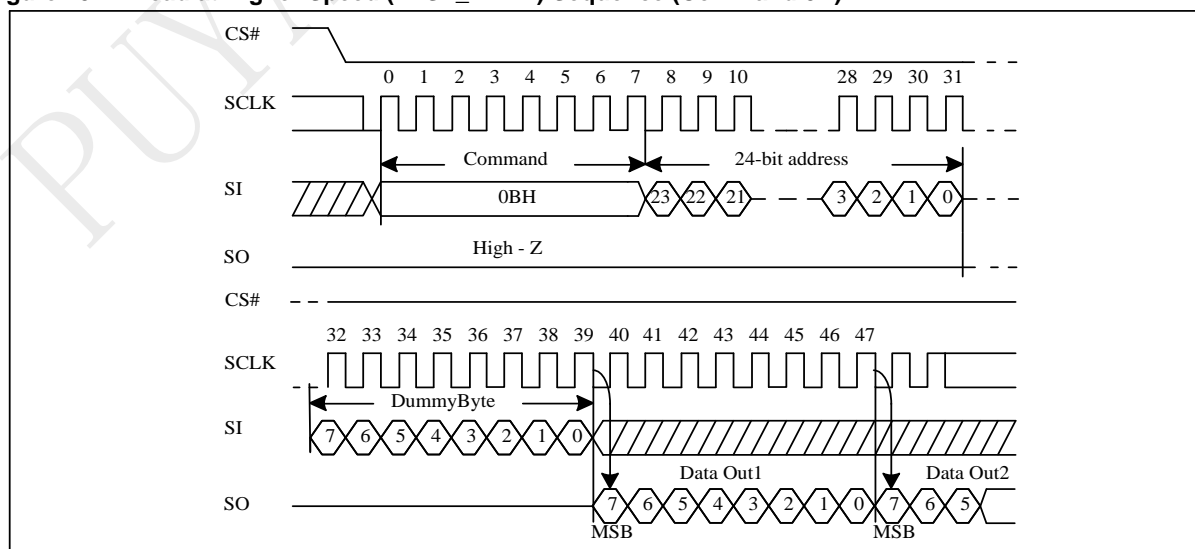 CS#
0 1 2 3 4 5 6 7 8 9 10 28 29 30 31
SCLK
Command 24-bit address
SI 0BH 23 22 21 3 2 1 0
High - Z
SO
CS#
32 33 34 35 36 37 38 39 40 41 42 43 44 45 46 47
SCLK
DummyByte
SI 7 6 5 4 3 2 1 0
Data Out1 Data Out2
SO 7 6 5 4 3 2 1 0 7 6 5
MSB MSB
PUYA